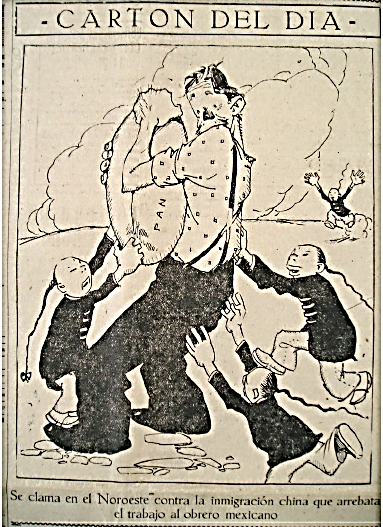 - CARTON DEL DIA -
PAN
Se clama en el Noroeste contra la inmigración china que arrebata
el trabajo al obrero mexicano